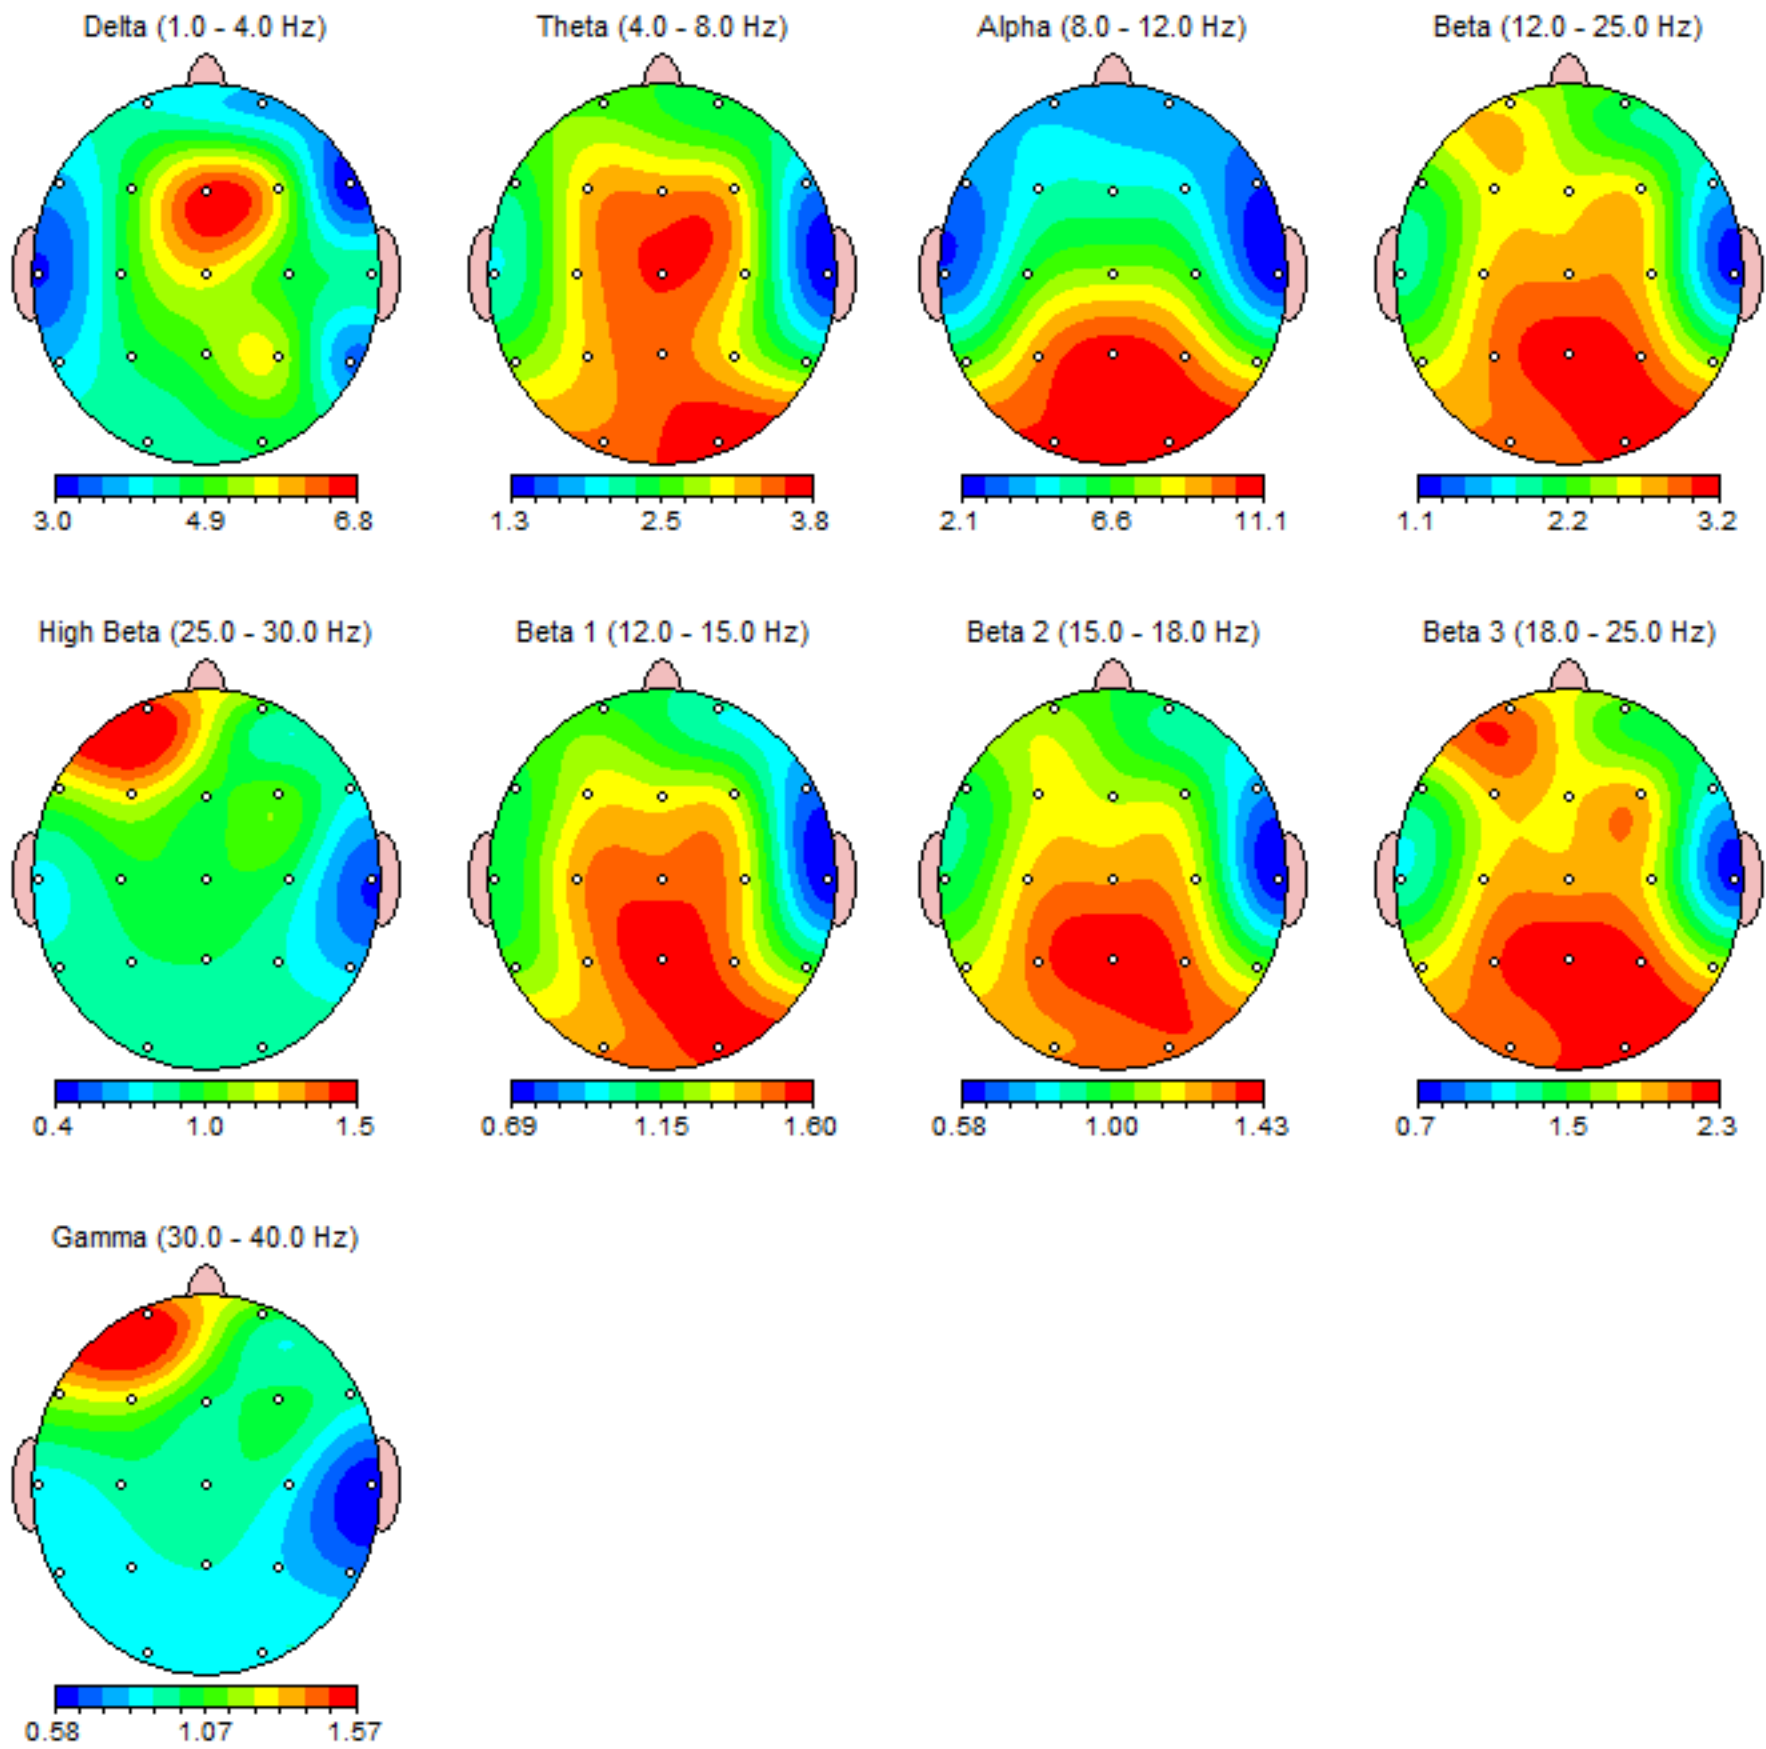 Delta (1.0 - 4.0 Hz) Theta (4.0 - 8.0 Hz) Alpha (8.0 - 12.0 Hz) Beta (12.0 - 25.0 Hz)
3.0 4.9 6.8 1.3 2.5 3.8 2.1 6.6 11.1 1.1 2.2 3.2
High Beta (25.0 - 30.0 Hz) Beta 1 (12.0 - 15.0 Hz) Beta 2 (15.0 - 18.0 Hz) Beta 3 (18.0 - 25.0 Hz)
0.4 1.0 1.5 0.69 1.15 1.60 0.58 1.00 1.43 0.7 1.5 2.3
Gamma (30.0 - 40.0 Hz)
0.58 1.07 1.57